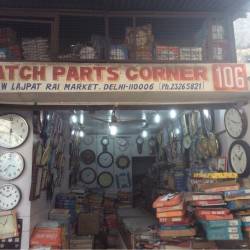 ATCH PARTS CORNER 106
W LAJPAT RAI MARKET, DELHI-110006 (PH.23265821)